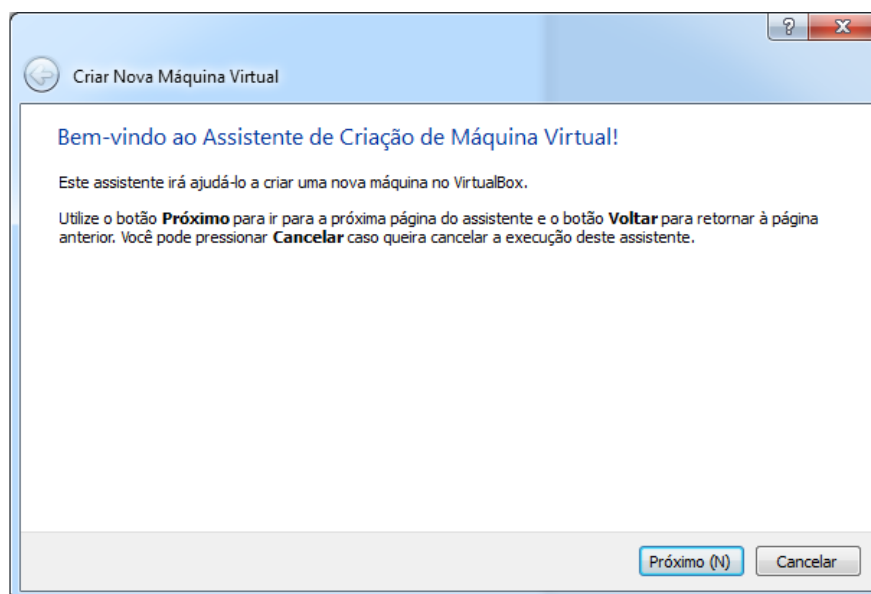 ?
X
Criar Nova Máquina Virtual
Bem-vindo ao Assistente de Criação de Máquina Virtual!
Este assistente irá ajudá-lo a criar uma nova máquina no VirtualBox.
Utilize o botão Próximo para ir para a próxima página do assistente e o botão Voltar para retornar à página
anterior. Você pode pressionar Cancelar caso queira cancelar a execução deste assistente.
Próximo (N)
Cancelar